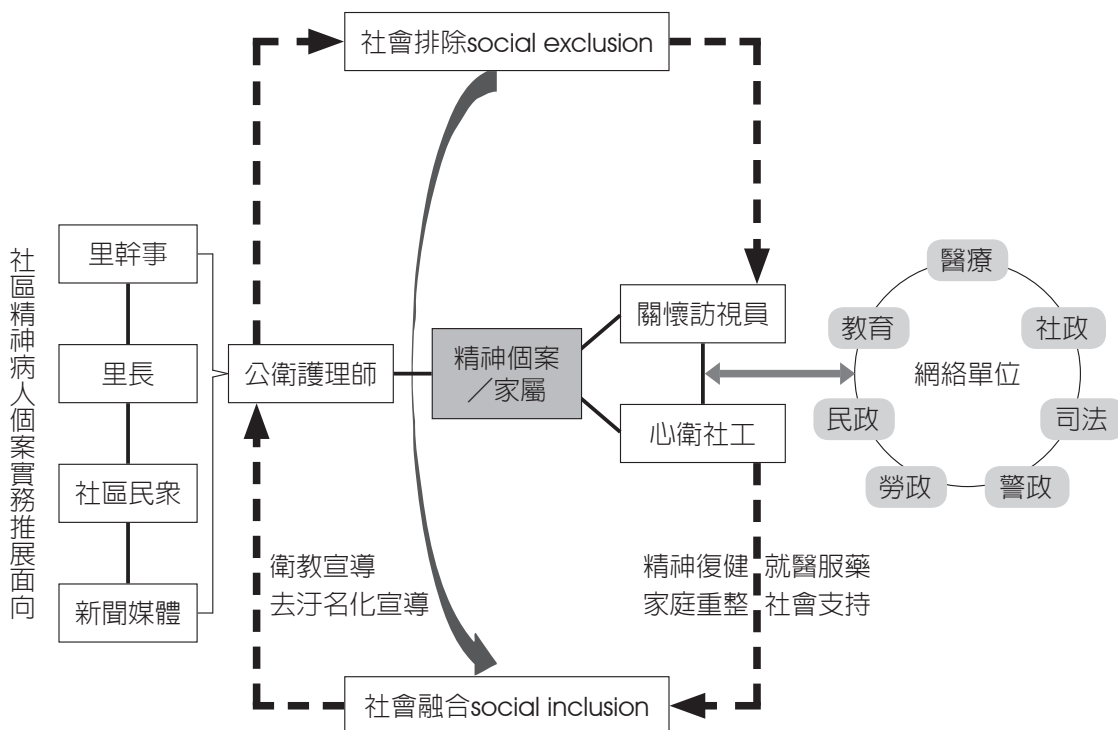 社會排除social exclusion
社區精神病人個案實務推展面向
里幹事
里長
社區民眾
新聞媒體
公衛護理師
精神個案
／家屬
關懷訪視員
心衛社工
醫療
教育
社政
網絡單位
民政
司法
勞政
警政
衛教宣導
去汙名化宣導
精神復健 就醫服藥
家庭重整 社會支持
社會融合social inclusion